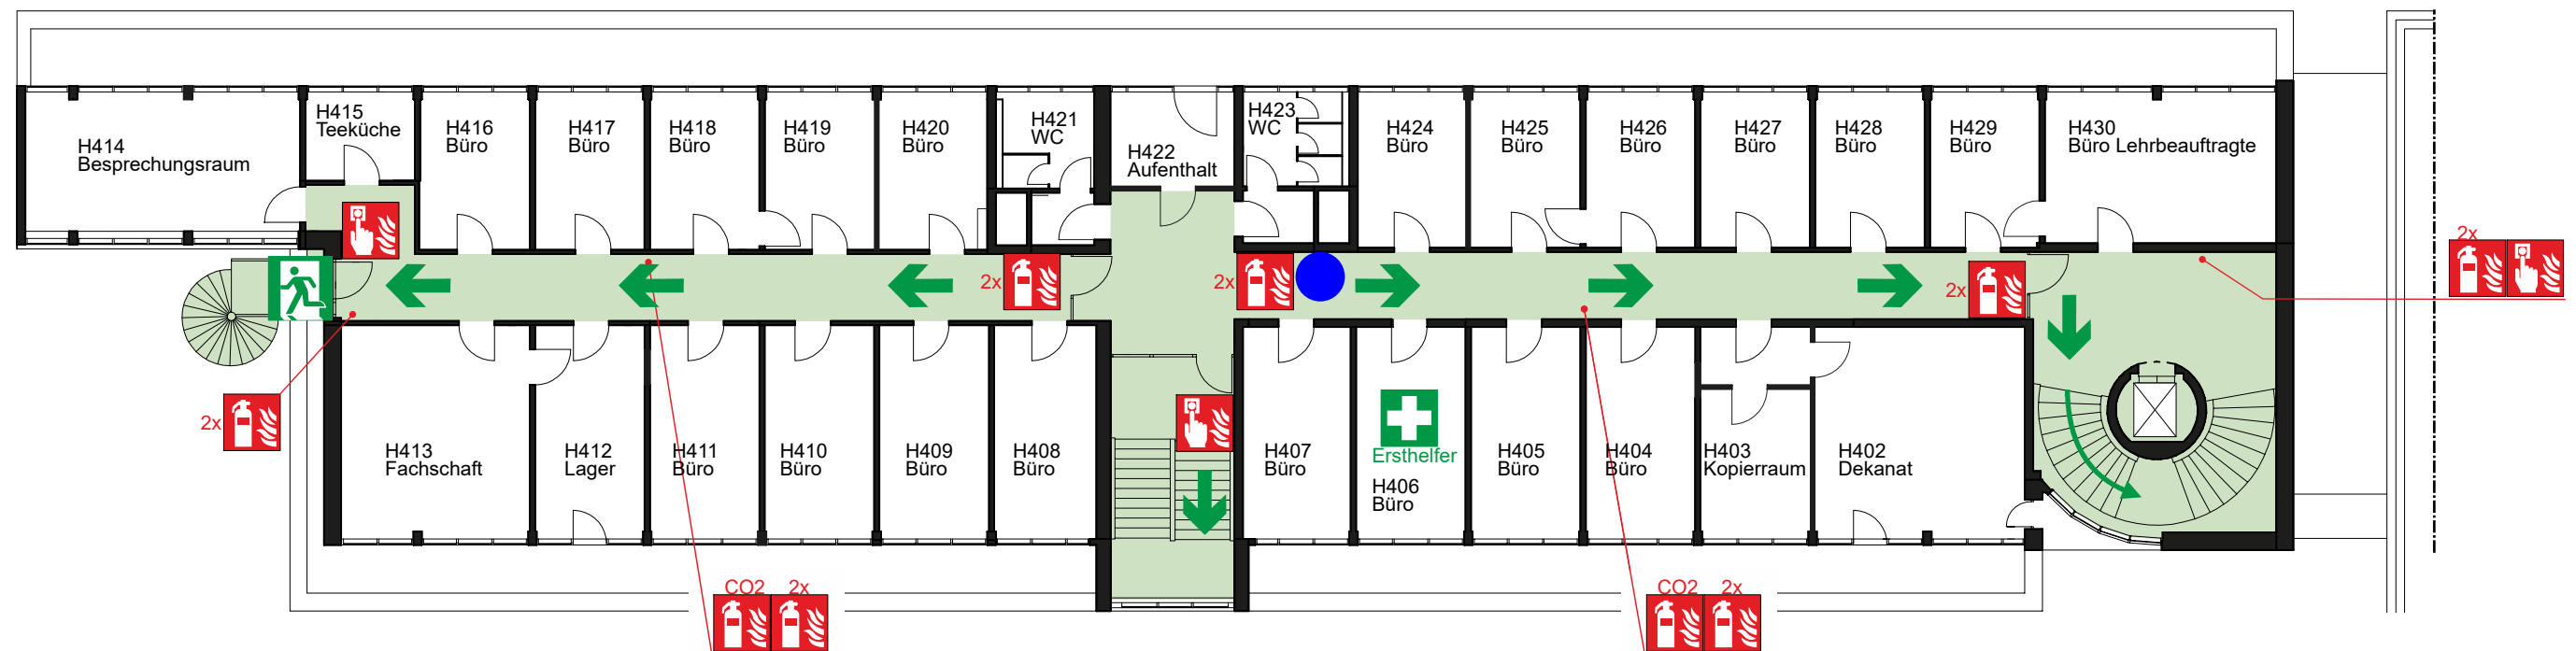 H414
Besprechungsraum
H415
Teeküche
H416
Büro
H417
Büro
H418
Büro
H419
Büro
H420
Büro
H421
WC
H422
Aufenthalt
H423
WC
H424
Büro
H425
Büro
H426
Büro
H427
Büro
H428
Büro
H429
Büro
H430
Büro Lehrbeauftragte
2x
2x
2x
2x
2x
H413
Fachschaft
H412
Lager
H411
Büro
H410
Büro
H409
Büro
H408
Büro
H407
Büro
Ersthelfer
H406
Büro
H405
Büro
H404
Büro
H403
Kopierraum
H402
Dekanat
CO2 2x
CO2 2x